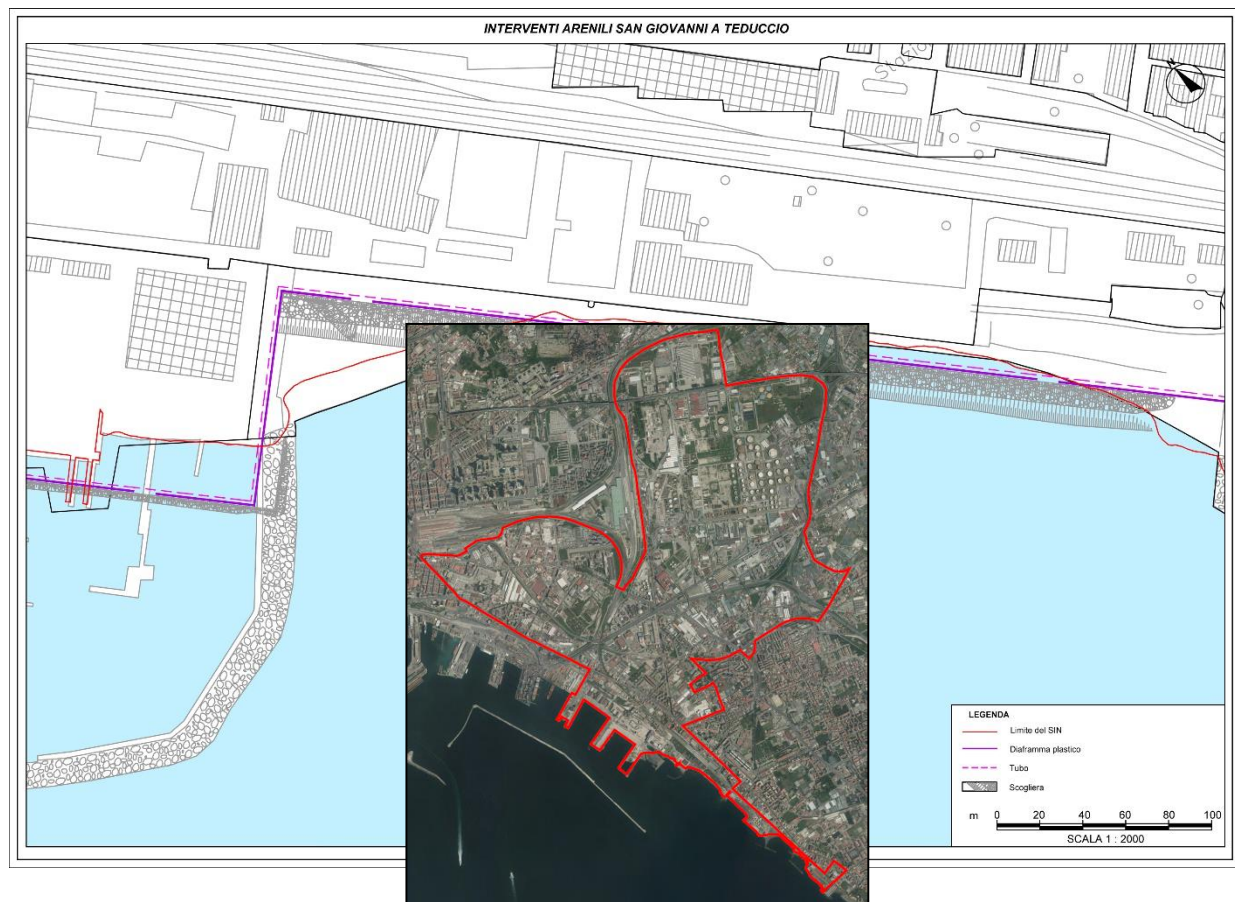 INTERVENTI ARENILI SAN GIOVANNI A TEDUCCIO
N
LEGENDA
Limite del SIN
Diaframma plastico
Tubo
Scogliera
m 0 20 40 60 80 100
SCALA 1 : 2000